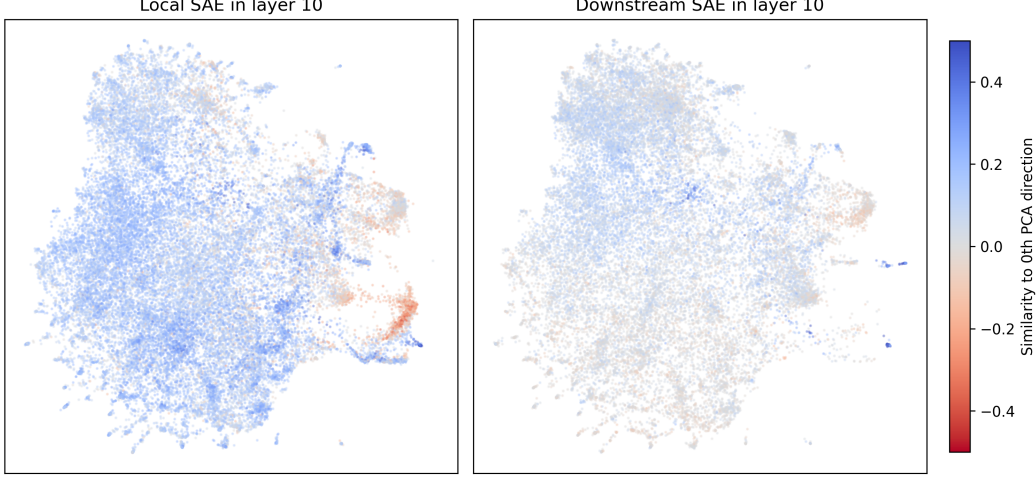 Local SAE in layer 10
Downstream SAE in layer 10
0.4
0.2
0.0
−0.2
−0.4
Similarity to 0th PCA direction